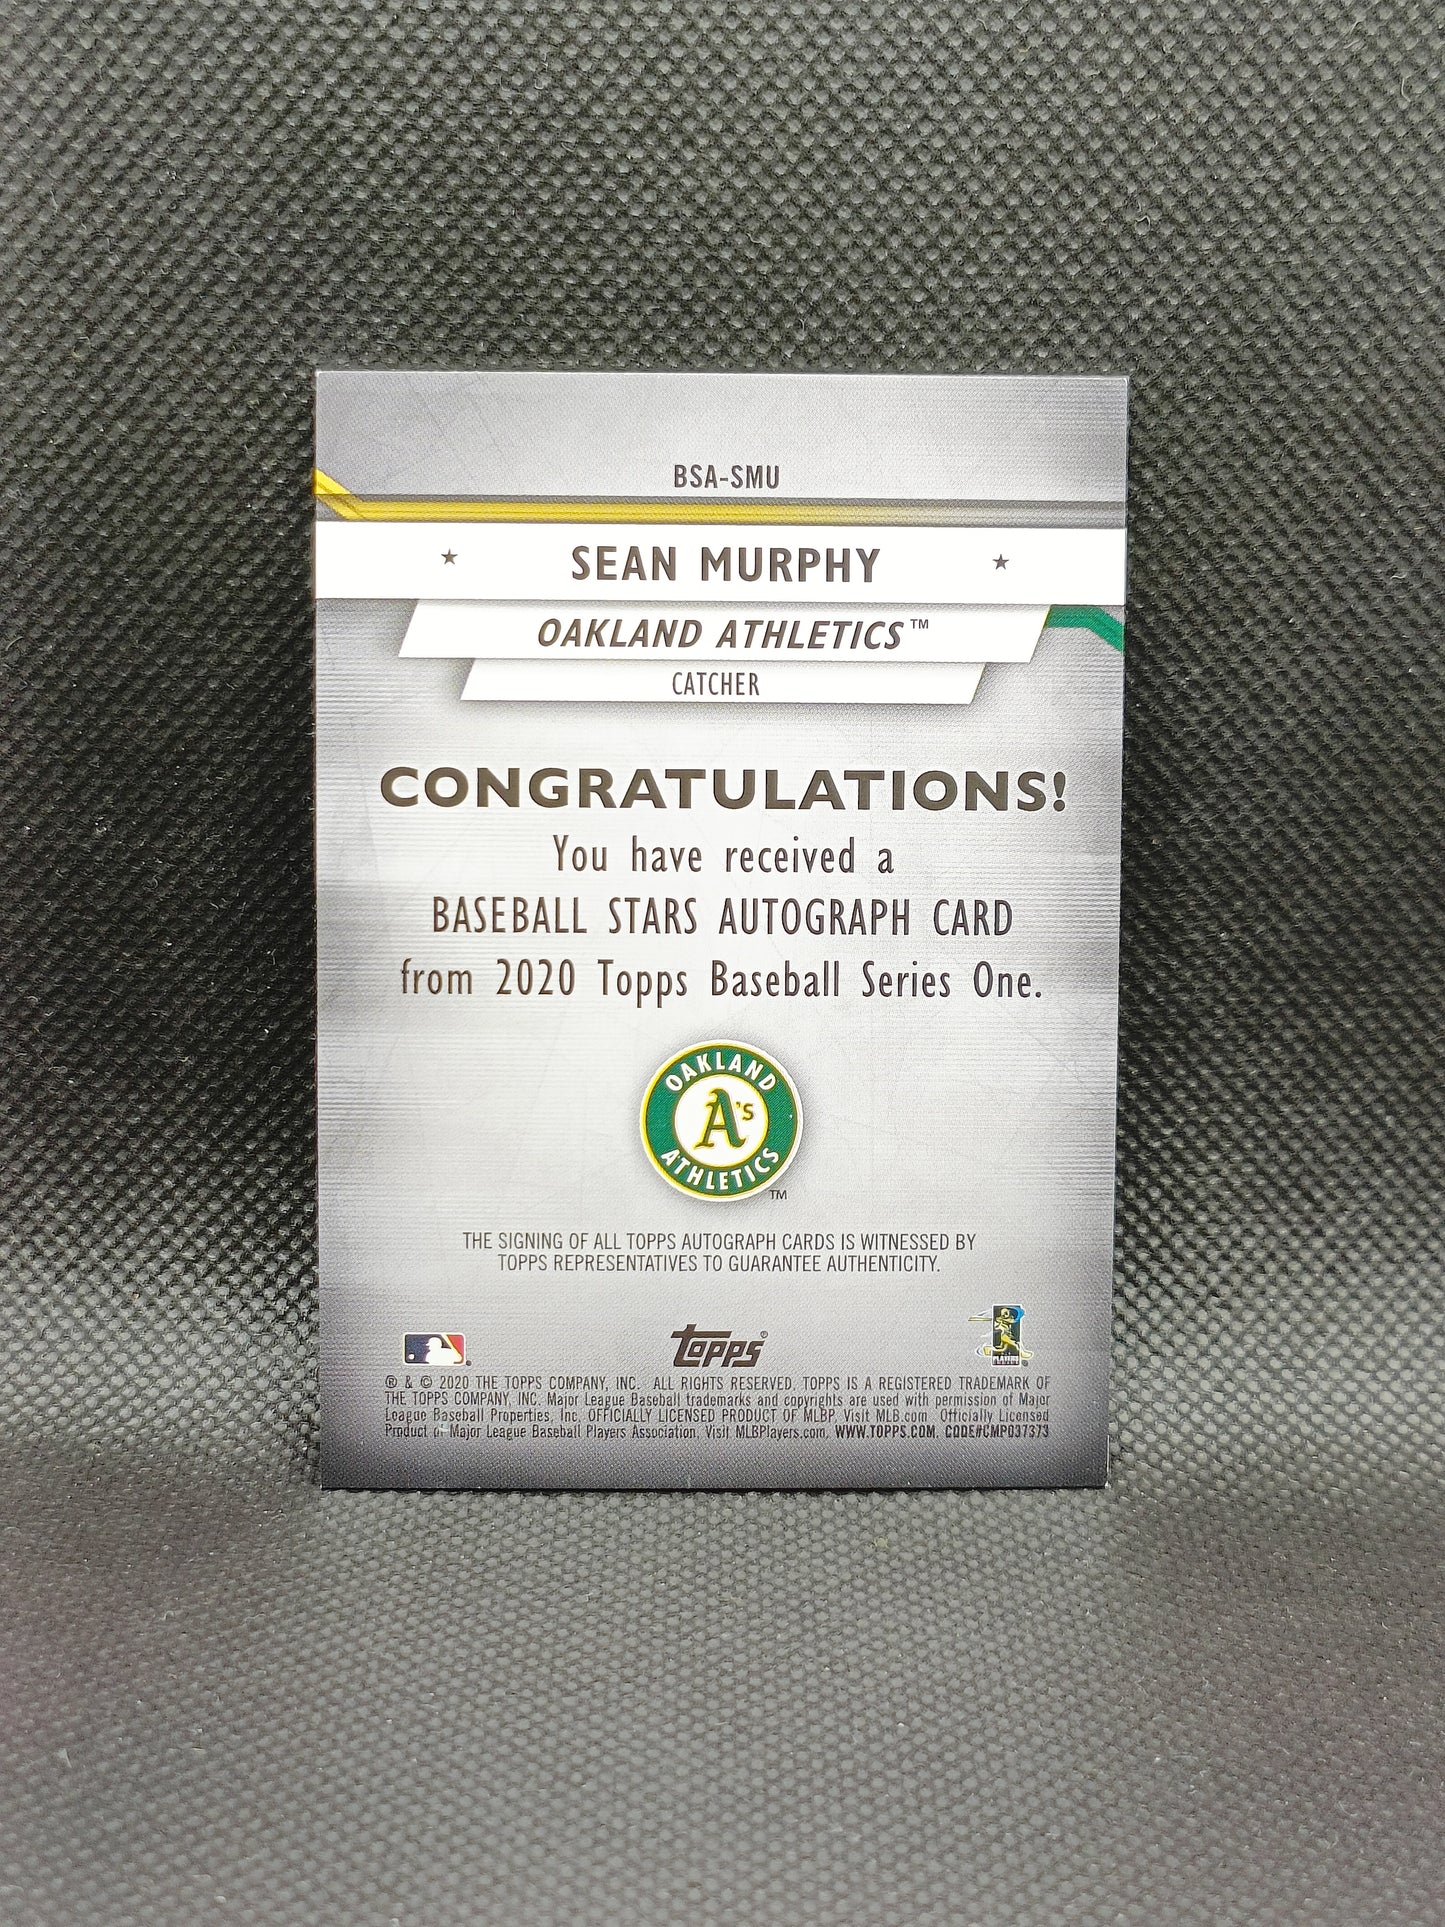 BSA-SMU
★ SEAN MURPHY ★
OAKLAND ATHLETICS™
CATCHER
CONGRATULATIONS!
You have received a
BASEBALL STARS AUTOGRAPH CARD
from 2020 Topps Baseball Series One.
OAKLAND
A's
ATHLETICS
TM
THE SIGNING OF ALL TOPPS AUTOGRAPH CARDS IS WITNESSED BY
TOPPS REPRESENTATIVES TO GUARANTEE AUTHENTICITY.
topps®
PLAYERS
® & © 2020 THE TOPPS COMPANY, INC. ALL RIGHTS RESERVED. TOPPS IS A REGISTERED TRADEMARK OF
THE TOPPS COMPANY, INC. Major League Baseball trademarks and copyrights are used with permission of Major
League Baseball Properties, Inc. OFFICIALLY LICENSED PRODUCT OF MLBP. Visit MLB.com. Officially Licensed
Product of Major League Baseball Players Association. Visit MLBPlayers.com. WWW.TOPPS.COM. CODE#CMP037373